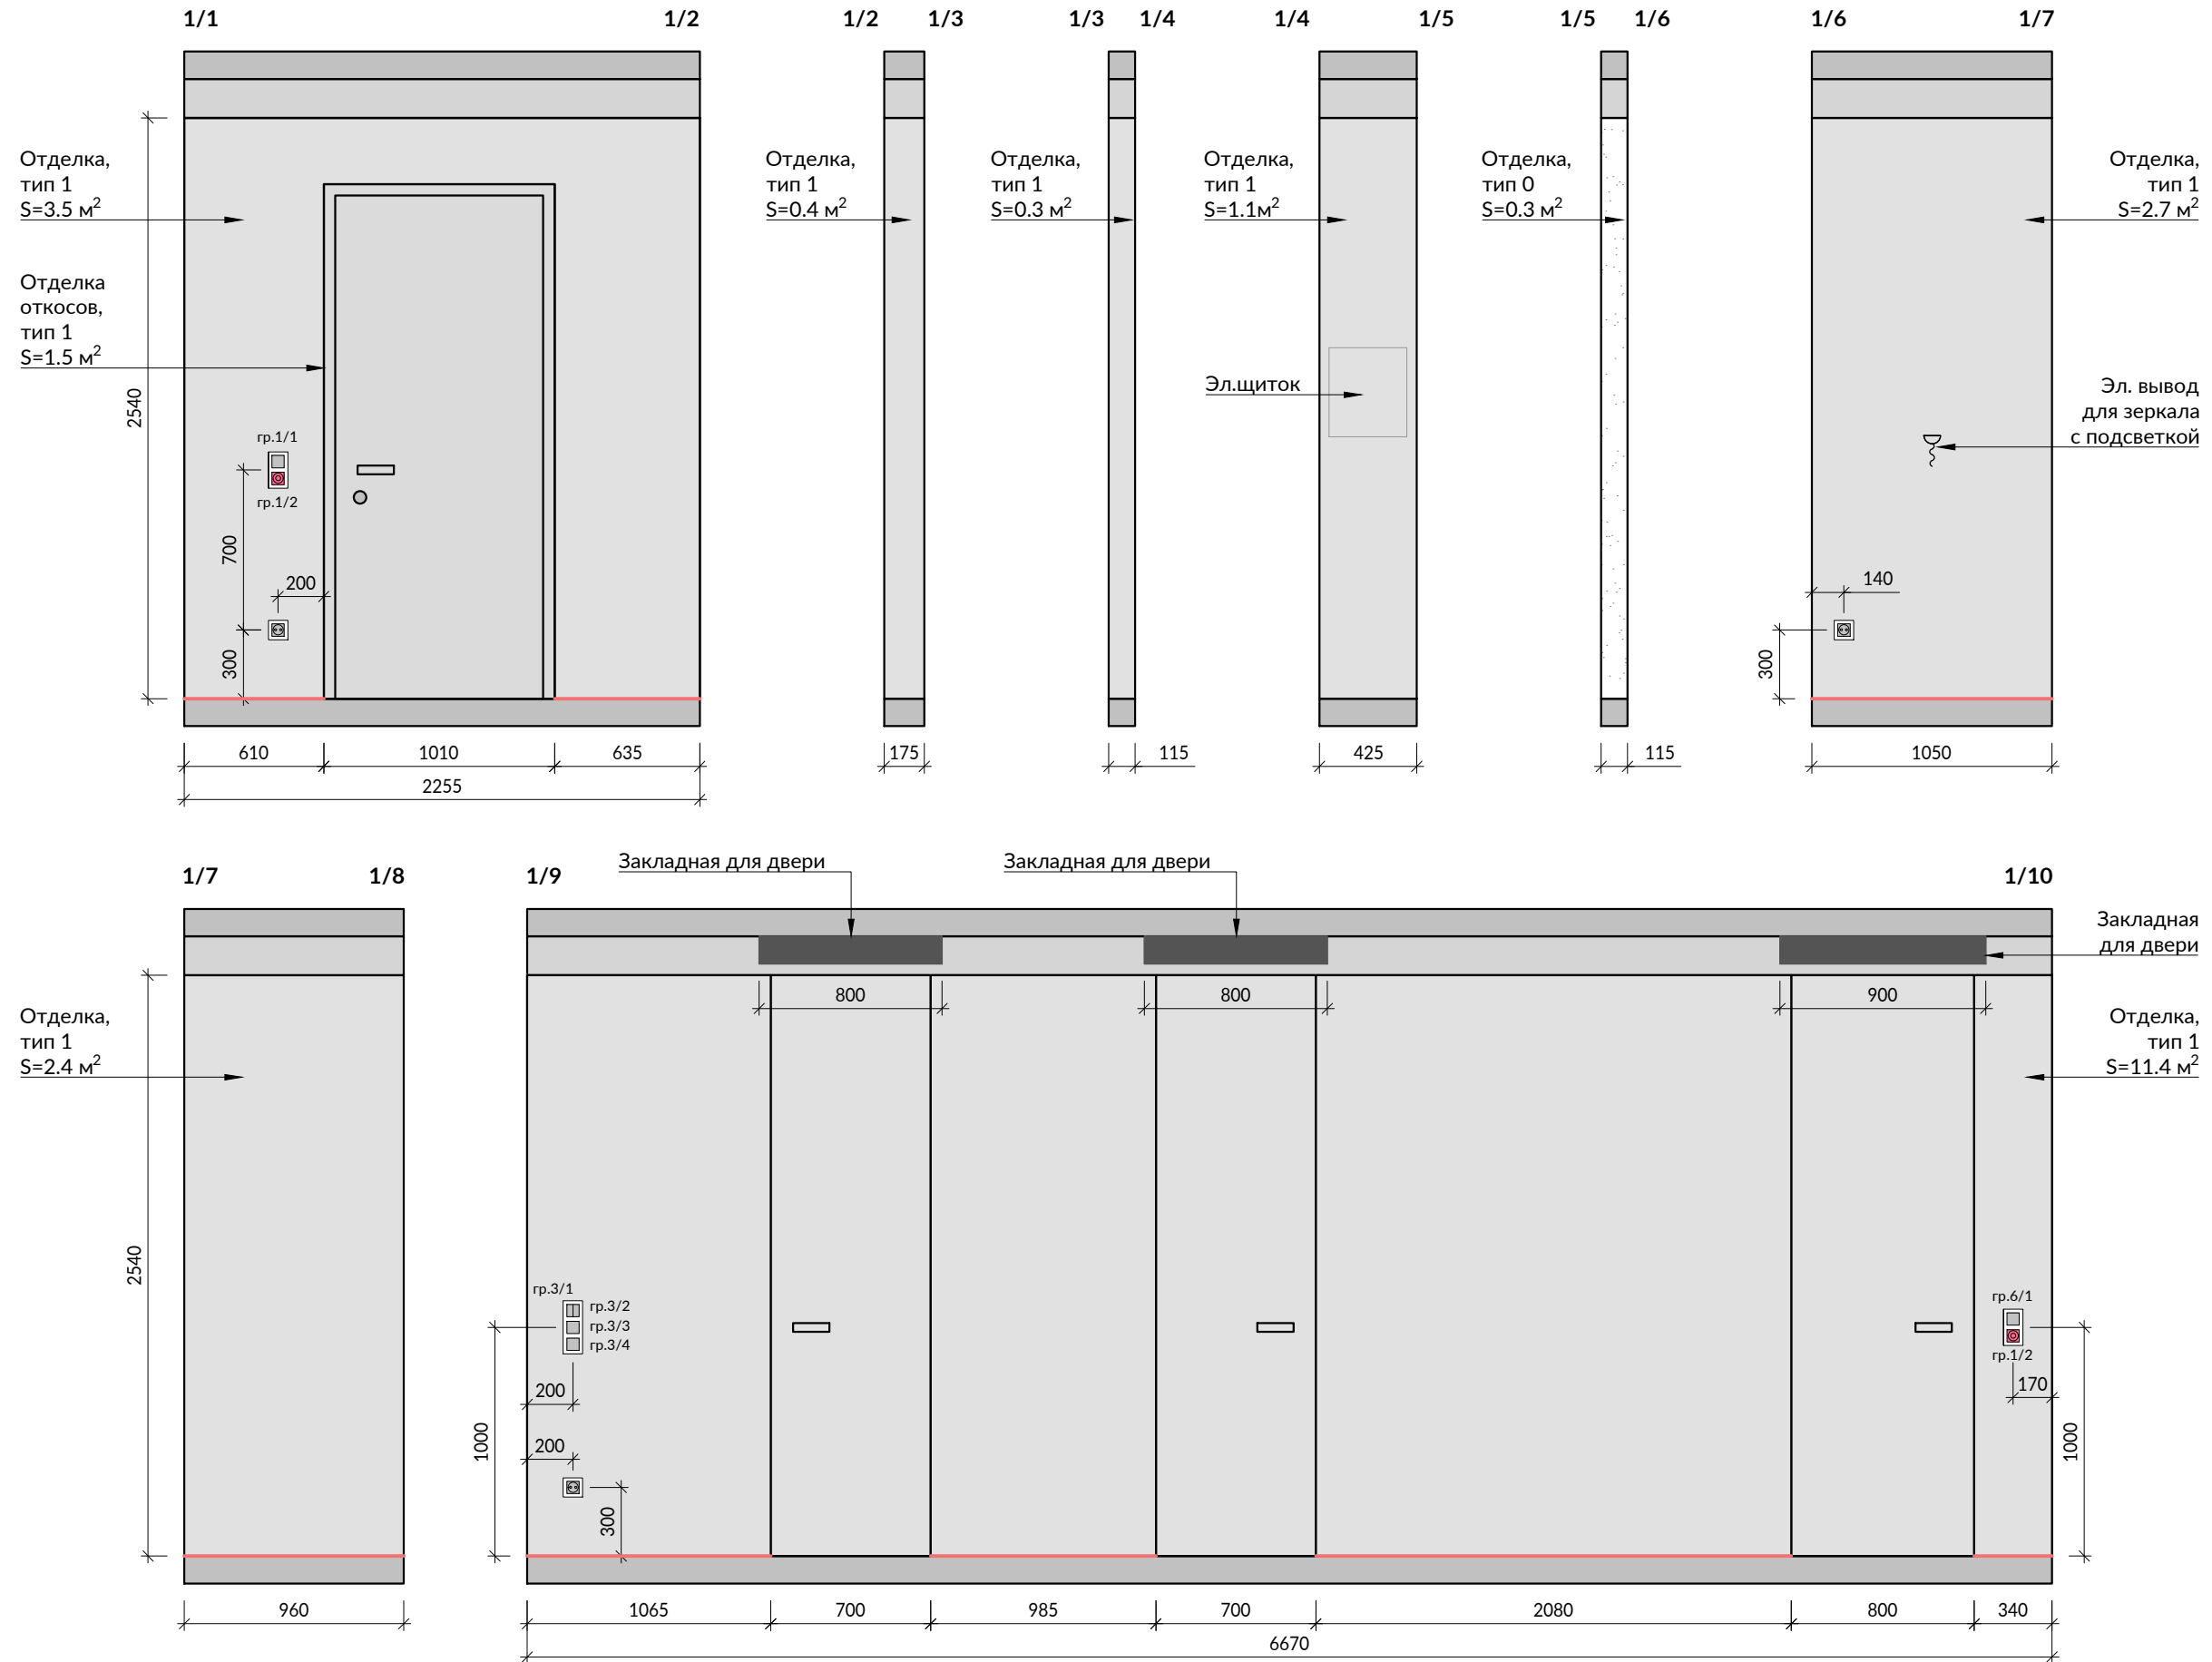 1/1
1/2
1/2
1/3
1/3
1/4
1/4
1/5
1/5
1/6
1/6
1/7
Отделка,
тип 1
S=3.5 м²
Отделка
откосов,
тип 1
S=1.5 м²
2540
гр.1/1
гр.1/2
700
200
300
610
1010
635
2255
Отделка,
тип 1
S=0.4 м²
175
Отделка,
тип 1
S=0.3 м²
115
Отделка,
тип 1
S=1.1м²
Эл.щиток
425
Отделка,
тип 0
S=0.3 м²
115
Отделка,
тип 1
S=2.7 м²
Эл. вывод
для зеркала
с подсветкой
140
300
1050
1/7
1/8
Отделка,
тип 1
S=2.4 м²
2540
960
1/9
Закладная для двери
Закладная для двери
1/10
Закладная
для двери
800
800
900
Отделка,
тип 1
S=11.4 м²
гр.3/1
гр.3/2
гр.3/3
гр.3/4
200
1000
200
300
гр.6/1
гр.1/2
170
1000
1065
700
985
700
2080
800
340
6670